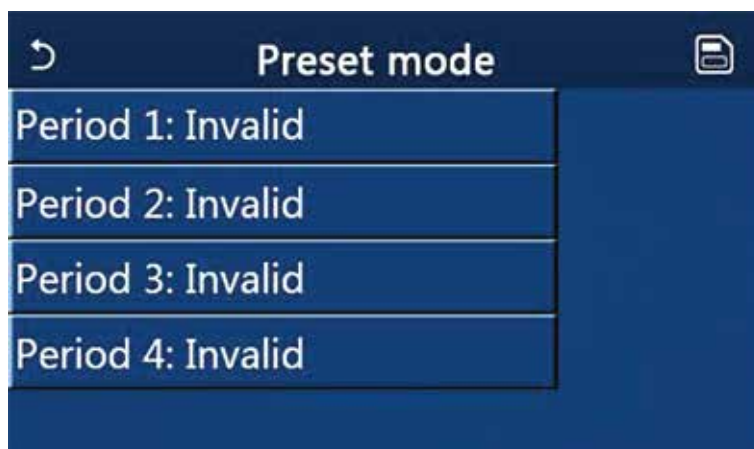 Preset mode
Period 1: Invalid
Period 2: Invalid
Period 3: Invalid
Period 4: Invalid